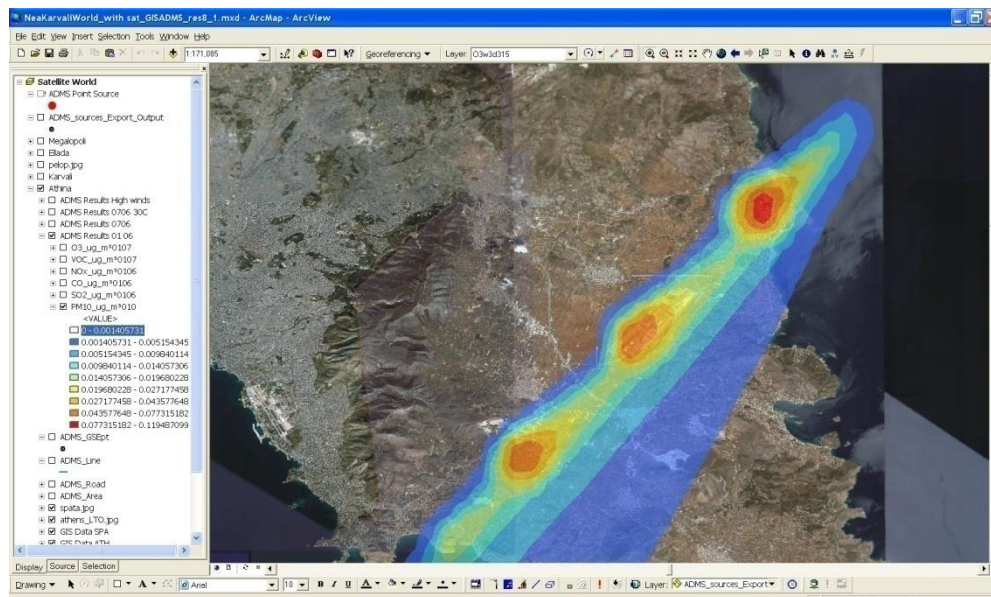 NeaKarvaliWorld_with sat_GISADMS_res8_1.mxd - ArcMap - ArcView
File Edit View Insert Selection Tools Window Help
1:171,085 Georeferencing Layer: O3w3d315
Satellite World
ADMS Point Source
ADMS_sources_Export_Output
Megalopoli
Ellada
pelop.jpg
Karvali
Athina
ADMS Results High winds
ADMS Results 0706 30C
ADMS Results 0706
ADMS Results 01 06
O3_ug_m³0107
VOC_ug_m³0107
NOx_ug_m³0106
CO_ug_m³0106
SO2_ug_m³0106
PM10_ug_m³010
<VALUE>
0 - 0.001405731
0.001405731 - 0.005154345
0.005154345 - 0.009840114
0.009840114 - 0.014057306
0.014057306 - 0.019680228
0.019680228 - 0.027177458
0.027177458 - 0.043577648
0.043577648 - 0.077315182
0.077315182 - 0.119487099
ADMS_GSEpt
ADMS_Line
ADMS_Road
ADMS_Area
spata.jpg
athens_LTO.jpg
GIS Data SPA
GIS Data ATH
Display Source Selection
Drawing A Arial 10 B I U A Layer: ADMS_sources_Export